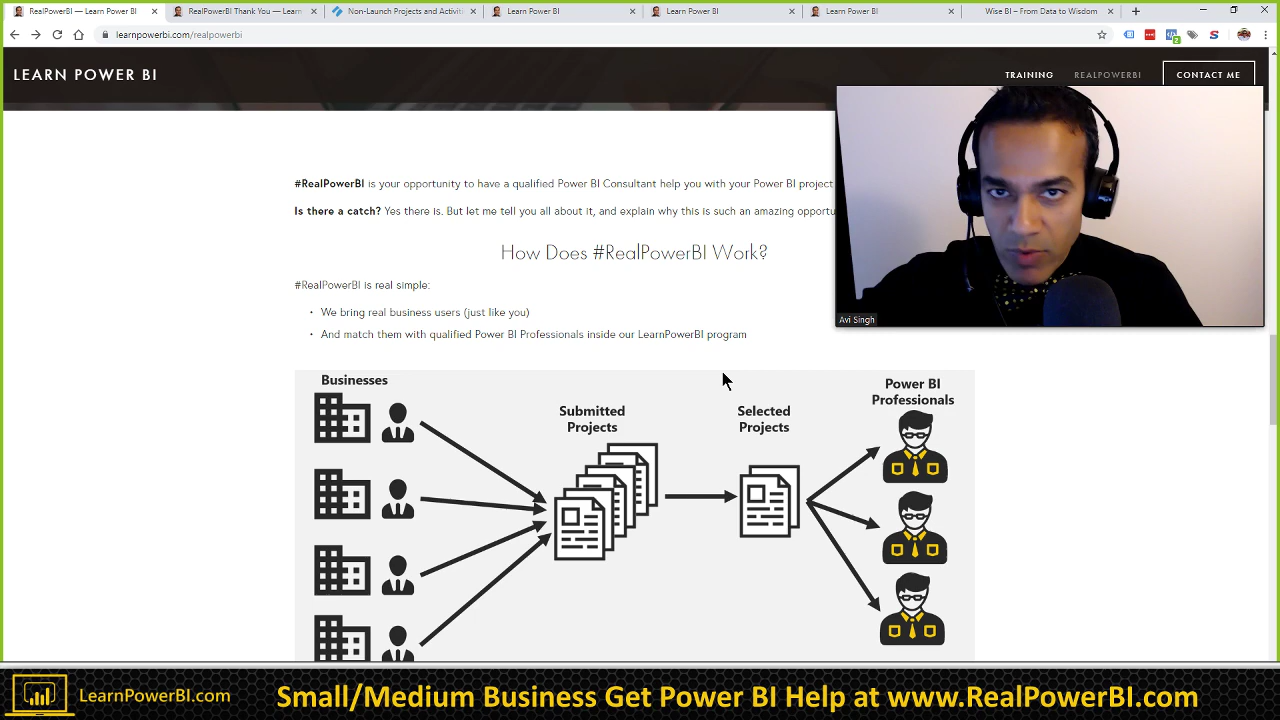 RealPowerBI — Learn Power BI
RealPowerBI Thank You — Learn
Non-Launch Projects and Activiti
Learn Power BI
Learn Power BI
Learn Power BI
Wise BI – From Data to Wisdom
learnpowerbi.com/realpowerbi
2
LEARN POWER BI
TRAINING
REALPOWERBI
CONTACT ME
#RealPowerBI is your opportunity to have a qualified Power BI Consultant help you with your Power BI project
Is there a catch? Yes there is. But let me tell you all about it, and explain why this is such an amazing opportu
How Does #RealPowerBI Work?
#RealPowerBI is real simple:
• We bring real business users (just like you)
• And match them with qualified Power BI Professionals inside our LearnPowerBI program
Avi Singh
Businesses
Submitted
Projects
Selected
Projects
Power BI
Professionals
LearnPowerBI.com
Small/Medium Business Get Power BI Help at www.RealPowerBI.com